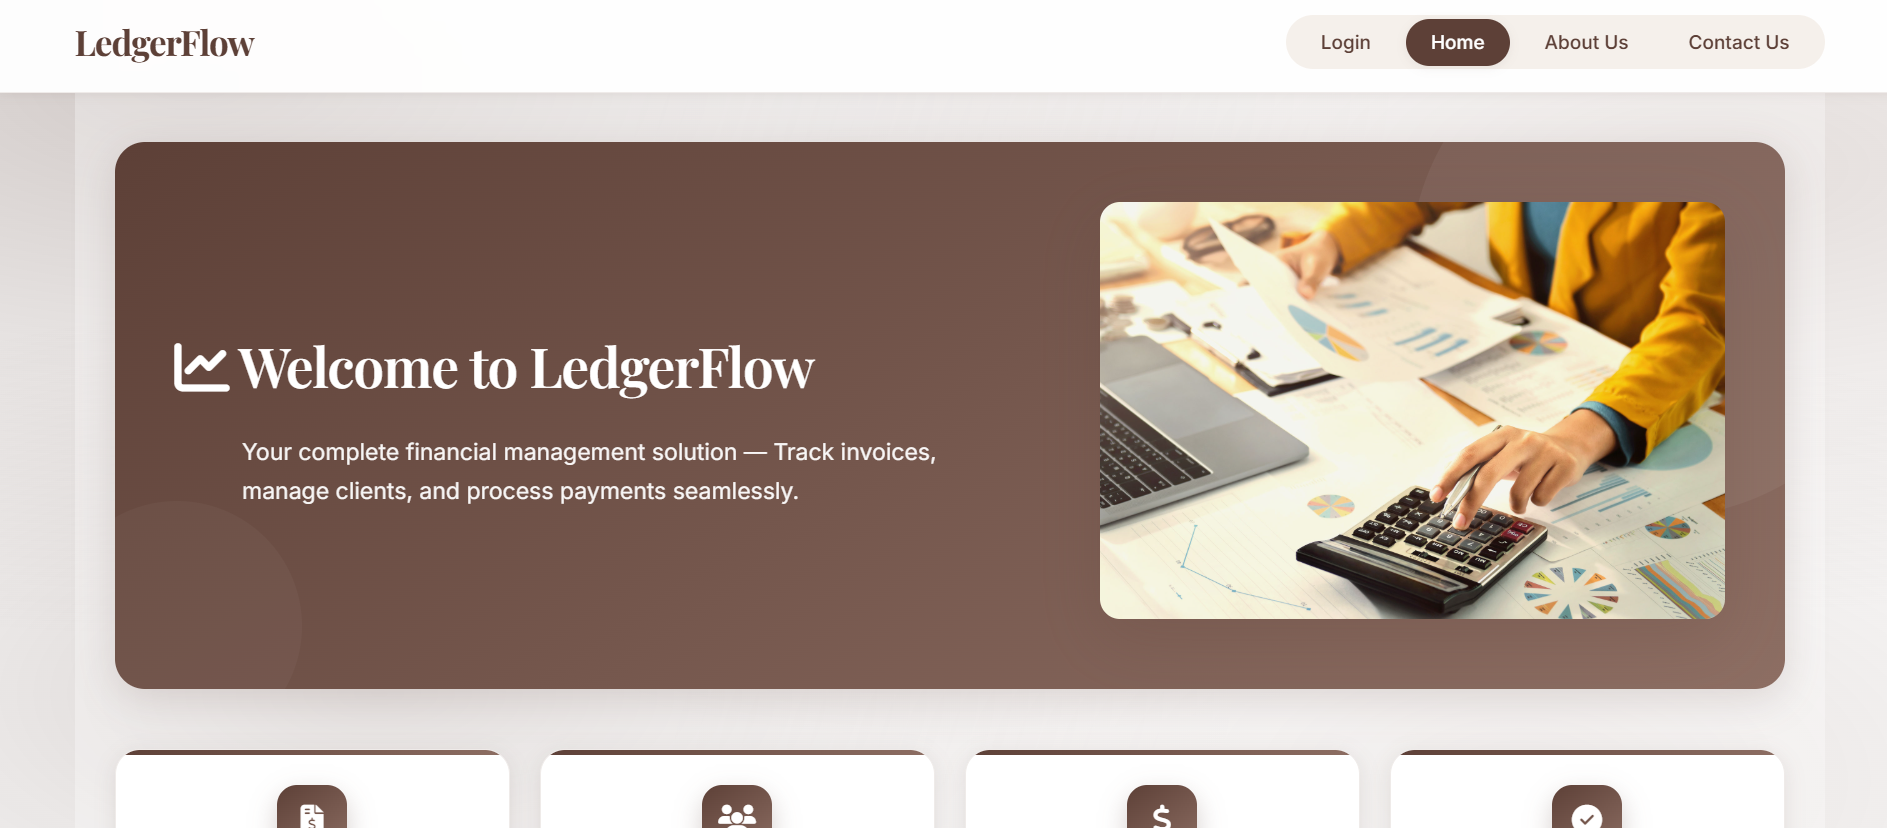 LedgerFlow
Login
Home
About Us
Contact Us
Welcome to LedgerFlow
Your complete financial management solution — Track invoices,
manage clients, and process payments seamlessly.